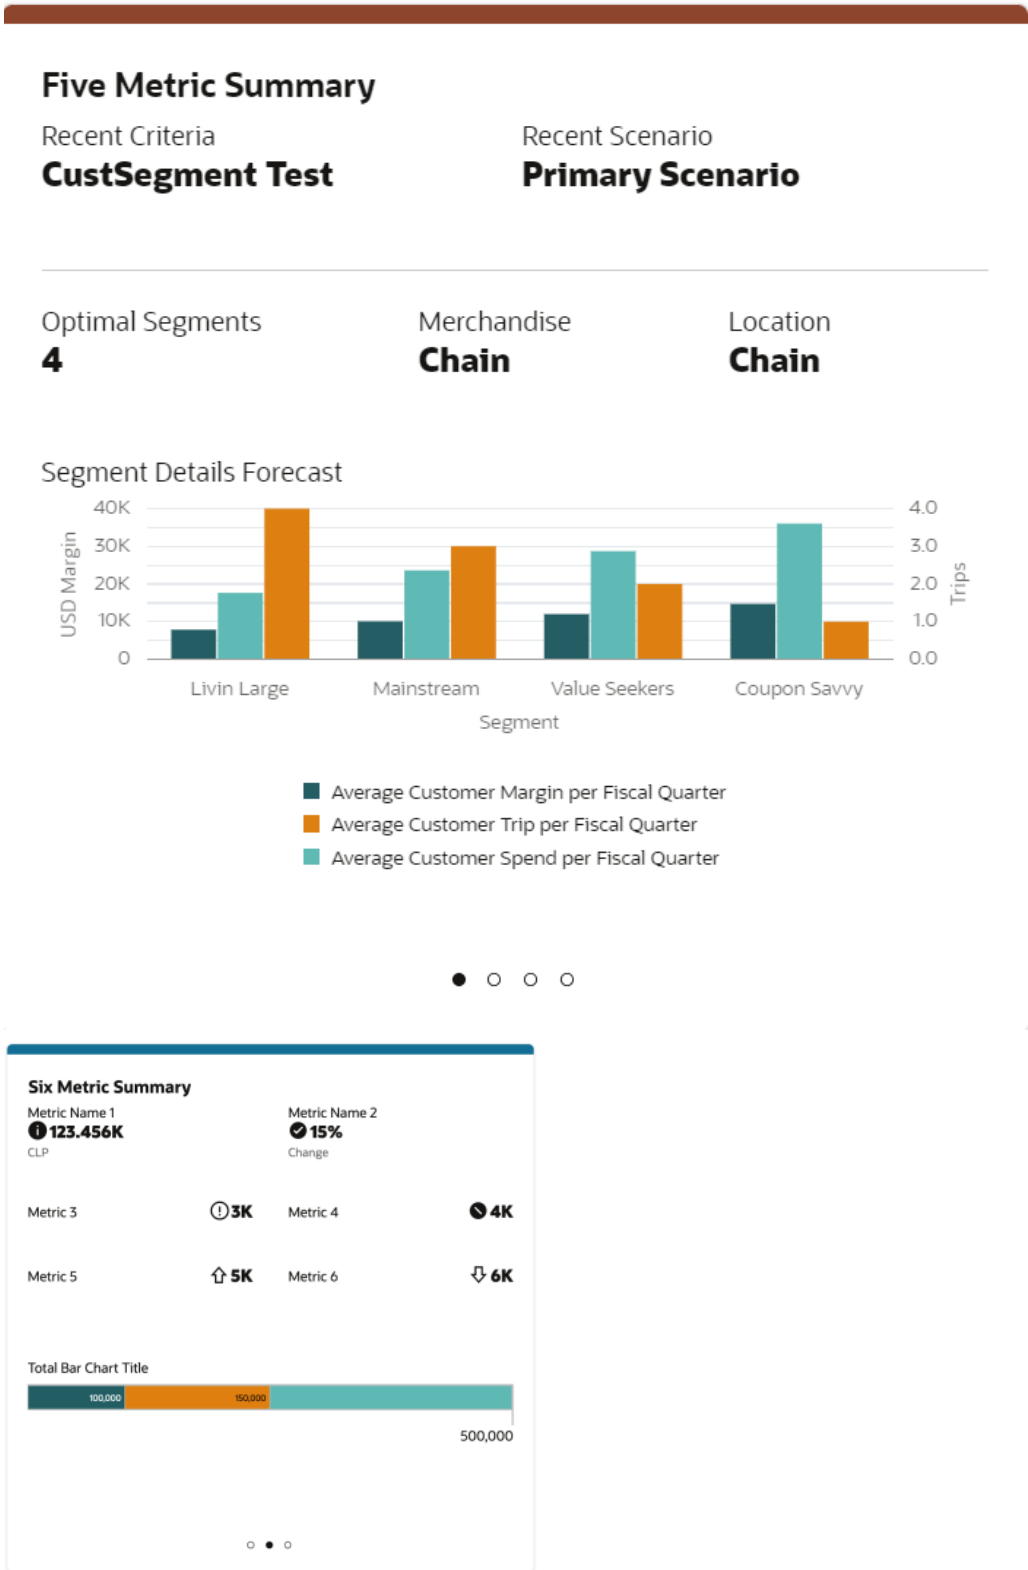 Five Metric Summary
Recent Criteria
Recent Scenario
CustSegment Test
Primary Scenario
Optimal Segments
Merchandise
Location
4
Chain
Chain
Segment Details Forecast
40K
30K
20K
10K
0
USD Margin
4.0
3.0
2.0
1.0
0.0
Trips
Livin Large
Mainstream
Value Seekers
Coupon Savvy
Segment
Average Customer Margin per Fiscal Quarter
Average Customer Trip per Fiscal Quarter
Average Customer Spend per Fiscal Quarter
Six Metric Summary
Metric Name 1
Metric Name 2
123.456K
15%
CLP
Change
Metric 3
3K
Metric 4
4K
Metric 5
5K
Metric 6
6K
Total Bar Chart Title
100,000
150,000
500,000